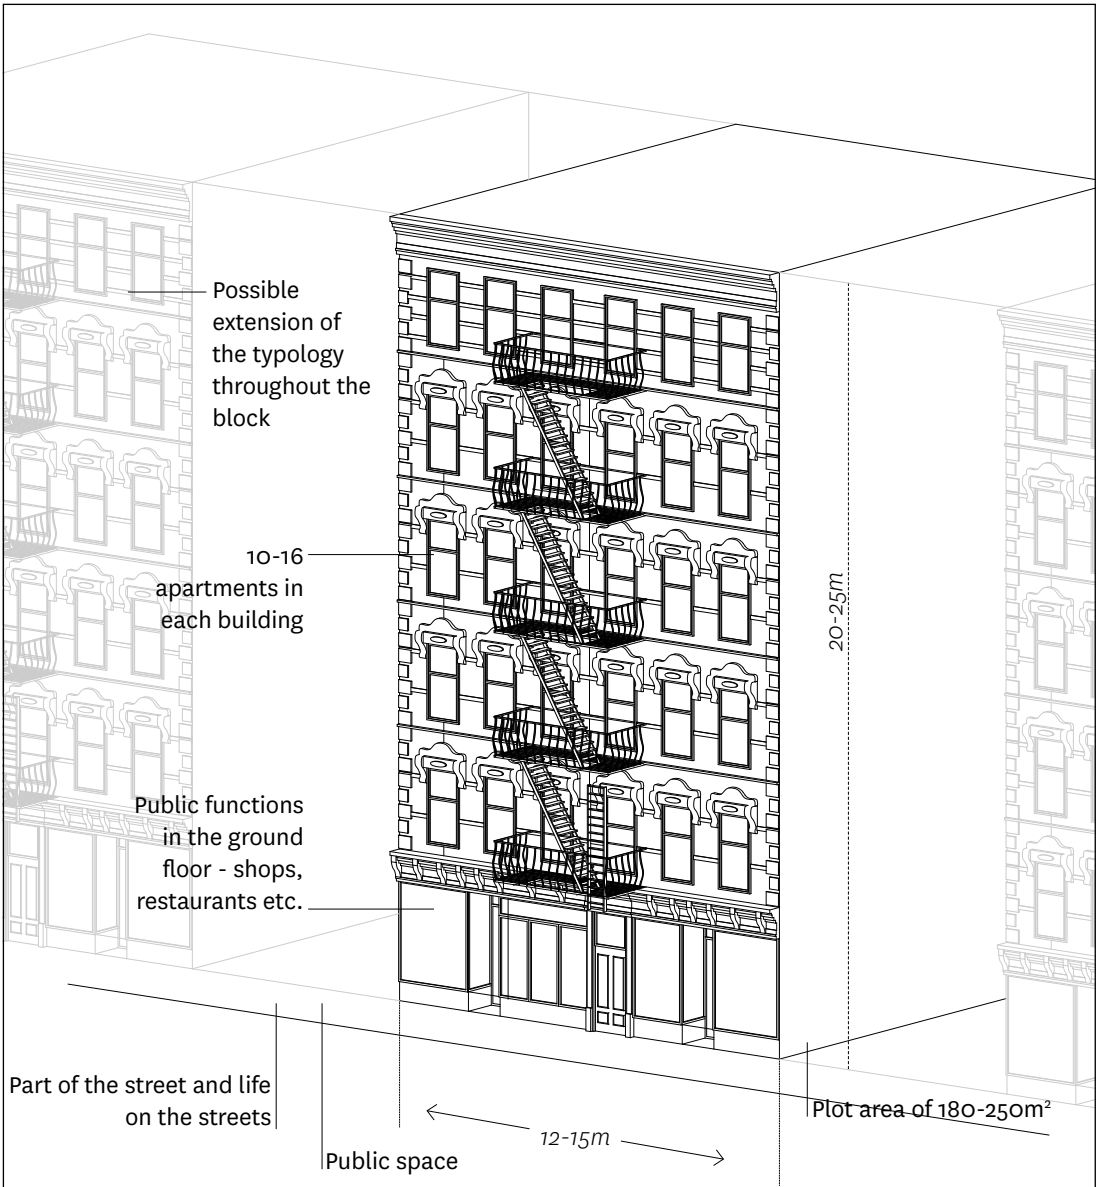 Possible
extension of
the typology
throughout the
block
10-16
apartments in
each building
20-25m
Public functions
in the ground
floor - shops,
restaurants etc.
Part of the street and life
on the streets
Plot area of 180-250m²
12-15m
Public space